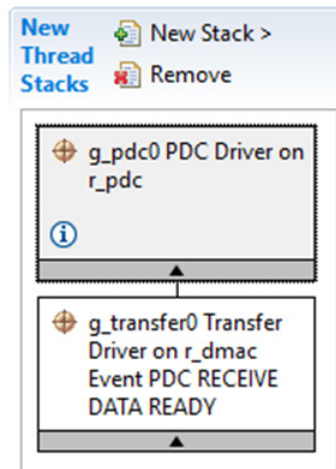 New
Thread
Stacks
New Stack >
Remove
g_pdc0 PDC Driver on
r_pdc
g_transfer0 Transfer
Driver on r_dmac
Event PDC RECEIVE
DATA READY